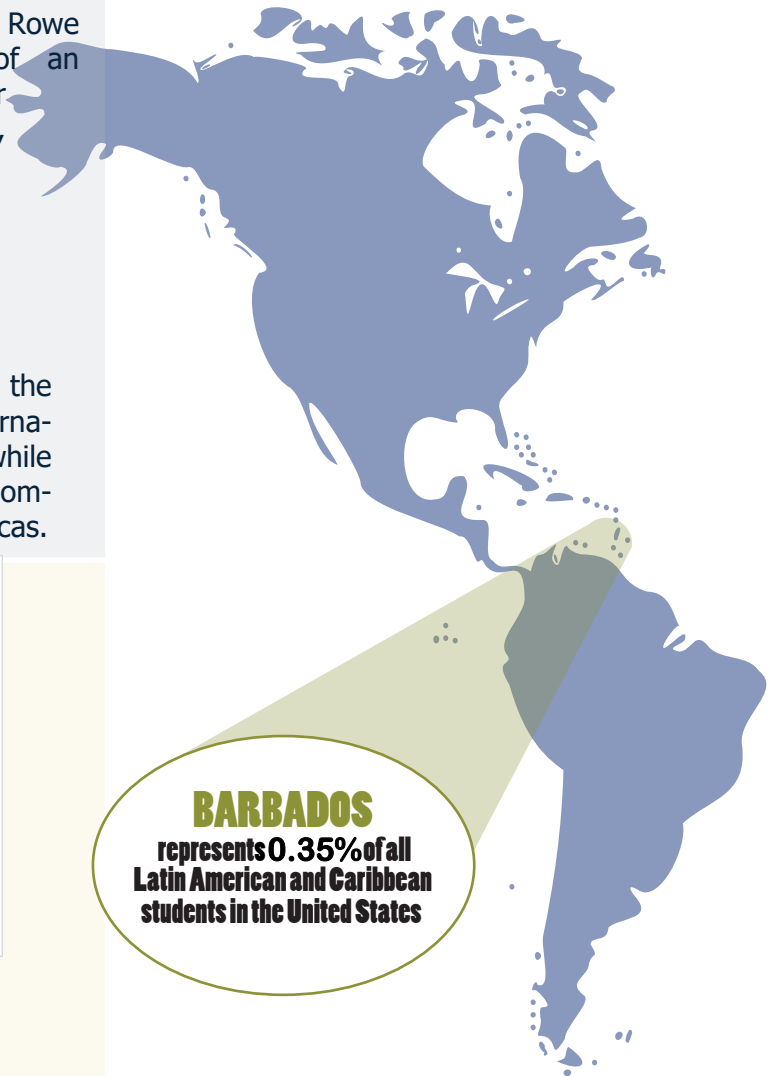 Rowe
of an
r
y
the
rna-
while
om-
cas.
BARBADOS
represents 0.35% of all
Latin American and Caribbean
students in the United States